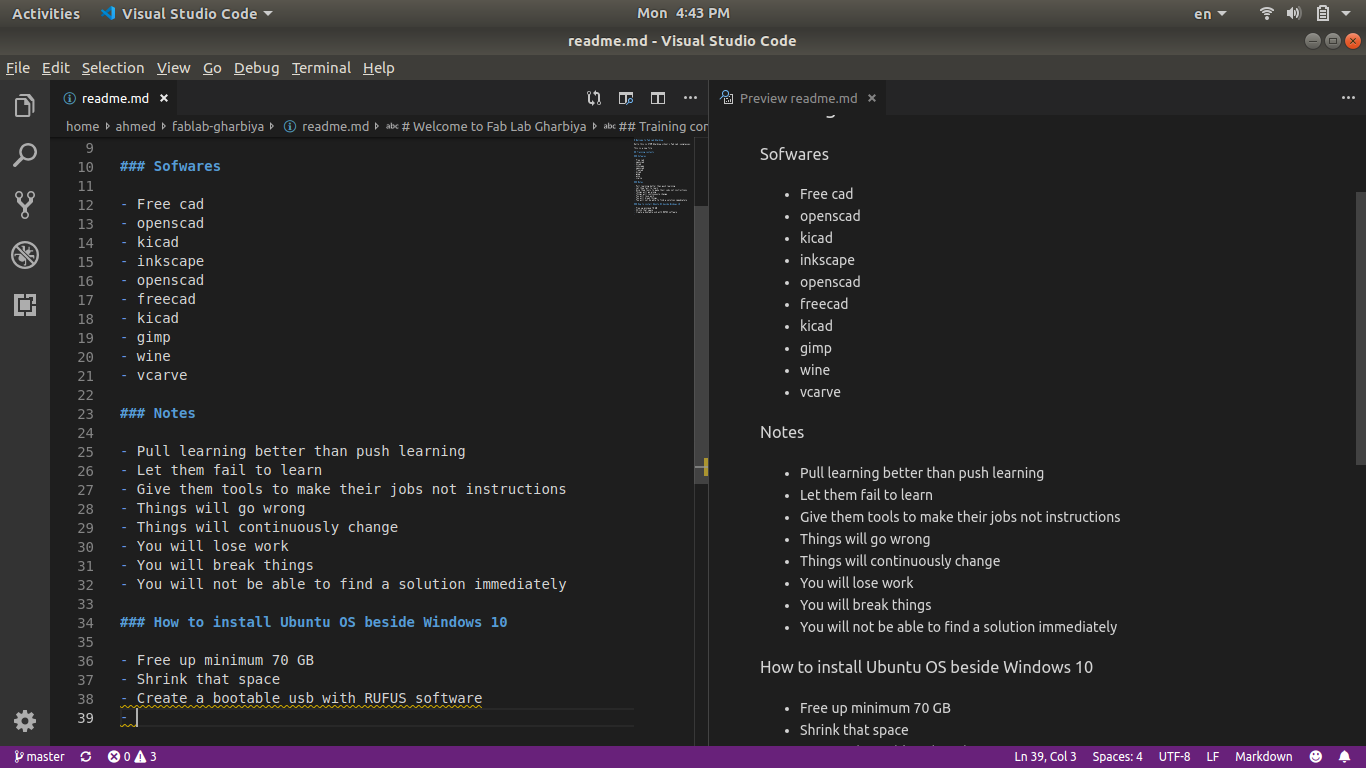 Activities Visual Studio Code Mon 4:43 PM en
readme.md - Visual Studio Code
File Edit Selection View Go Debug Terminal Help
readme.md
home ahmed fablab-gharbiya readme.md abc # Welcome to Fab Lab Gharbiya abc ## Training cor
9
10 ### Sofwares
11
12 - Free cad
13 - openscad
14 - kicad
15 - inkscape
16 - openscad
17 - freecad
18 - kicad
19 - gimp
20 - wine
21 - vcarve
22
23 ### Notes
24
25 - Pull learning better than push learning
26 - Let them fail to learn
27 - Give them tools to make their jobs not instructions
28 - Things will go wrong
29 - Things will continuously change
30 - You will lose work
31 - You will break things
32 - You will not be able to find a solution immediately
33
34 ### How to install Ubuntu OS beside Windows 10
35
36 - Free up minimum 70 GB
37 - Shrink that space
38 - Create a bootable usb with RUFUS software
39 -
Preview readme.md
Sofwares
• Free cad
• openscad
• kicad
• inkscape
• openscad
• freecad
• kicad
• gimp
• wine
• vcarve
Notes
• Pull learning better than push learning
• Let them fail to learn
• Give them tools to make their jobs not instructions
• Things will go wrong
• Things will continuously change
• You will lose work
• You will break things
• You will not be able to find a solution immediately
How to install Ubuntu OS beside Windows 10
• Free up minimum 70 GB
• Shrink that space
master 0 3 Ln 39, Col 3 Spaces: 4 UTF-8 LF Markdown